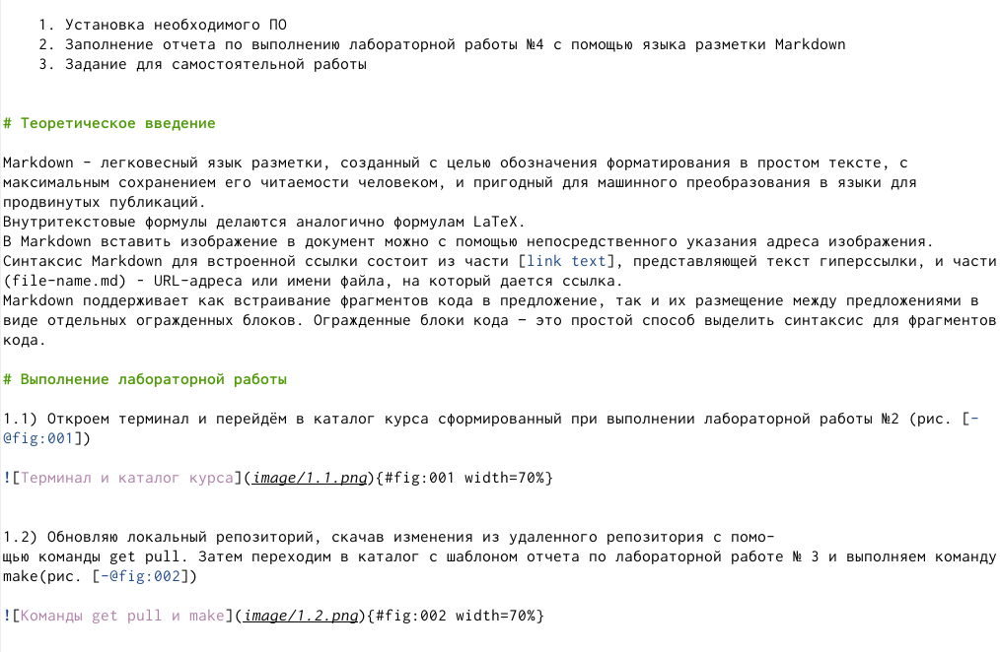 1. Установка необходимого ПО
2. Заполнение отчета по выполнению лабораторной работы №4 с помощью языка разметки Markdown
3. Задание для самостоятельной работы
# Теоретическое введение
Markdown - легковесный язык разметки, созданный с целью обозначения форматирования в простом тексте, с
максимальным сохранением его читаемости человеком, и пригодный для машинного преобразования в языки для
продвинутых публикаций.
Внутритекстовые формулы делаются аналогично формулам LaTeX.
В Markdown вставить изображение в документ можно с помощью непосредственного указания адреса изображения.
Синтаксис Markdown для встроенной ссылки состоит из части [link text], представляющей текст гиперссылки, и части
(file-name.md) - URL-адреса или имени файла, на который дается ссылка.
Markdown поддерживает как встраивание фрагментов кода в предложение, так и их размещение между предложениями в
виде отдельных огражденных блоков. Огражденные блоки кода — это простой способ выделить синтаксис для фрагментов
кода.
# Выполнение лабораторной работы
1.1) Откроем терминал и перейдём в каталог курса сформированный при выполнении лабораторной работы №2 (рис. [-
@fig:001])
![Терминал и каталог курса](image/1.1.png){#fig:001 width=70%}
1.2) Обновляю локальный репозиторий, скачав изменения из удаленного репозитория с помо-
щью команды get pull. Затем переходим в каталог с шаблоном отчета по лабораторной работе № 3 и выполняем команду
make(рис. [-@fig:002])
![Команды get pull и make](image/1.2.png){#fig:002 width=70%}